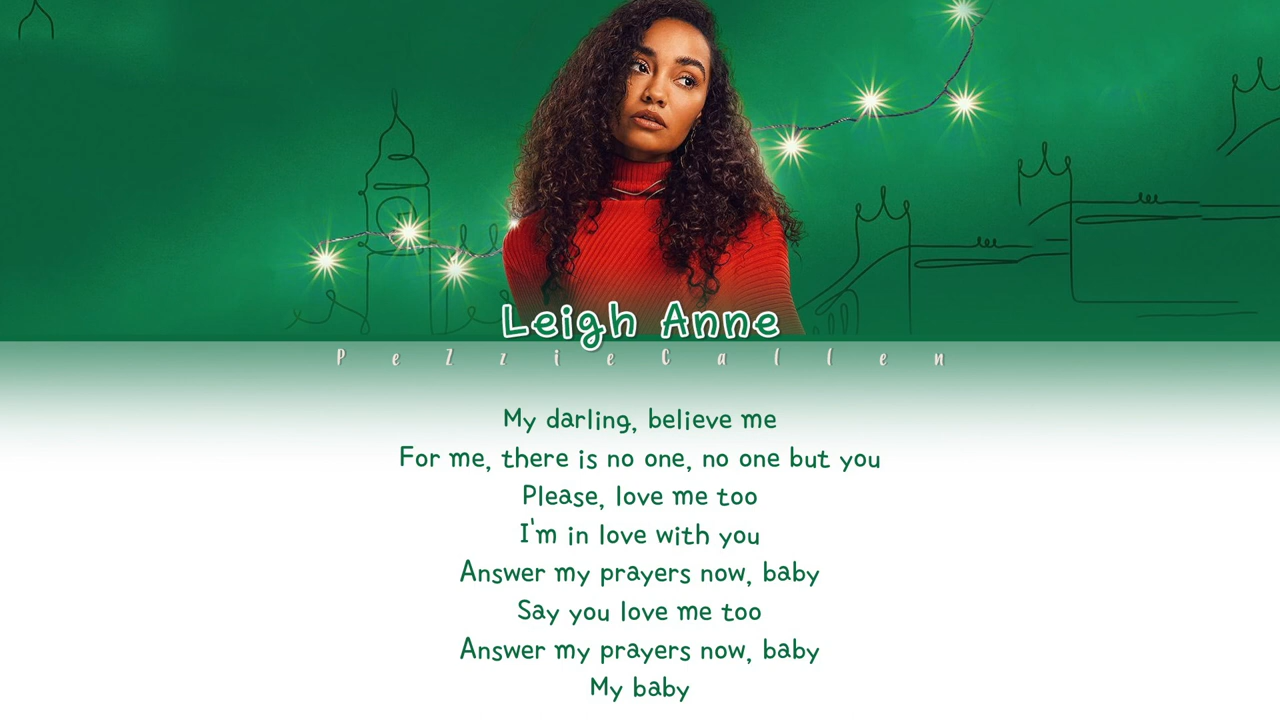 Leigh Anne
PeZzieCallen
My darling, believe me
For me, there is no one, no one but you
Please, love me too
I'm in love with you
Answer my prayers now, baby
Say you love me too
Answer my prayers now, baby
My baby